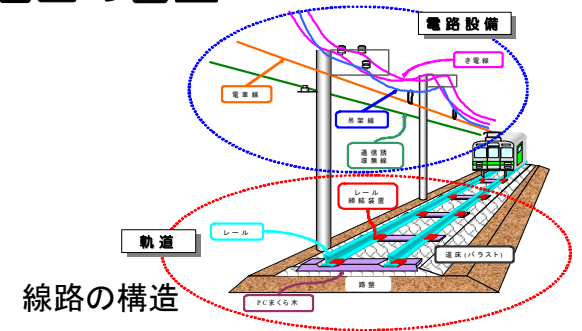 電路設備
き電線
電車線
吊架線
通信誘
導無線
レール
締結装置
軌道
レール
道床(バラスト)
路盤
線路の構造
PCまくら木